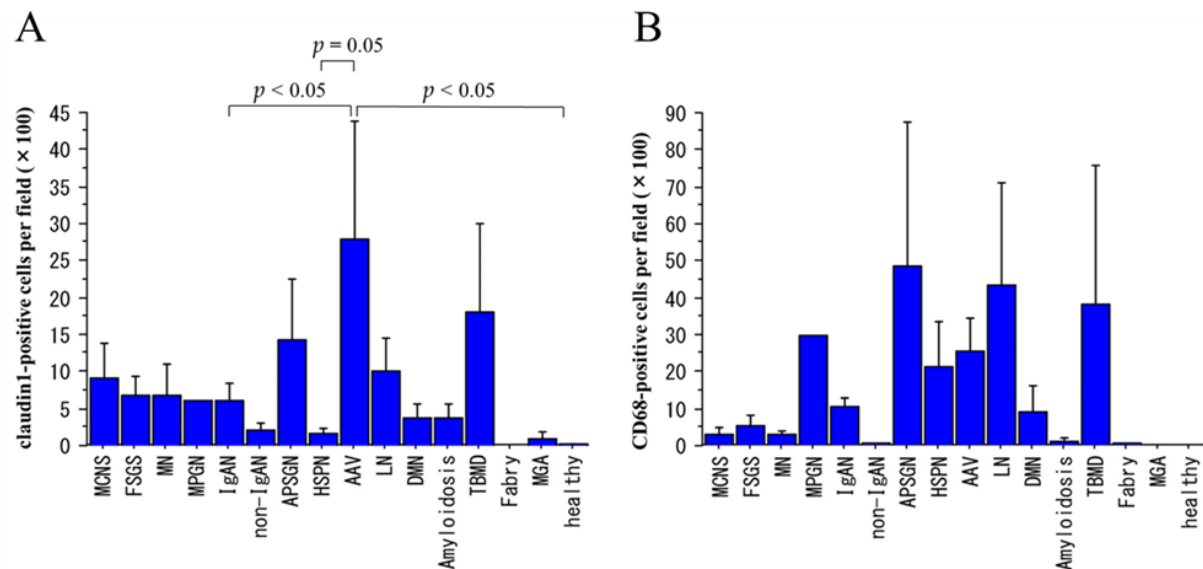 A
p = 0.05
p < 0.05
p < 0.05
claudin1-positive cells per field (×100)
45
40
35
30
25
20
15
10
5
0
MCNS
FSGS
MN
MPGN
IgAN
non-IgAN
APSGN
HSPN
AAV
LN
DMN
Amyloidosis
TBMD
Fabry
MGA
healthy
B
CD68-positive cells per field (×100)
90
80
70
60
50
40
30
20
10
0
MCNS
FSGS
MN
MPGN
IgAN
non-IgAN
APSGN
HSPN
AAV
LN
DMN
Amyloidosis
TBMD
Fabry
MGA
healthy